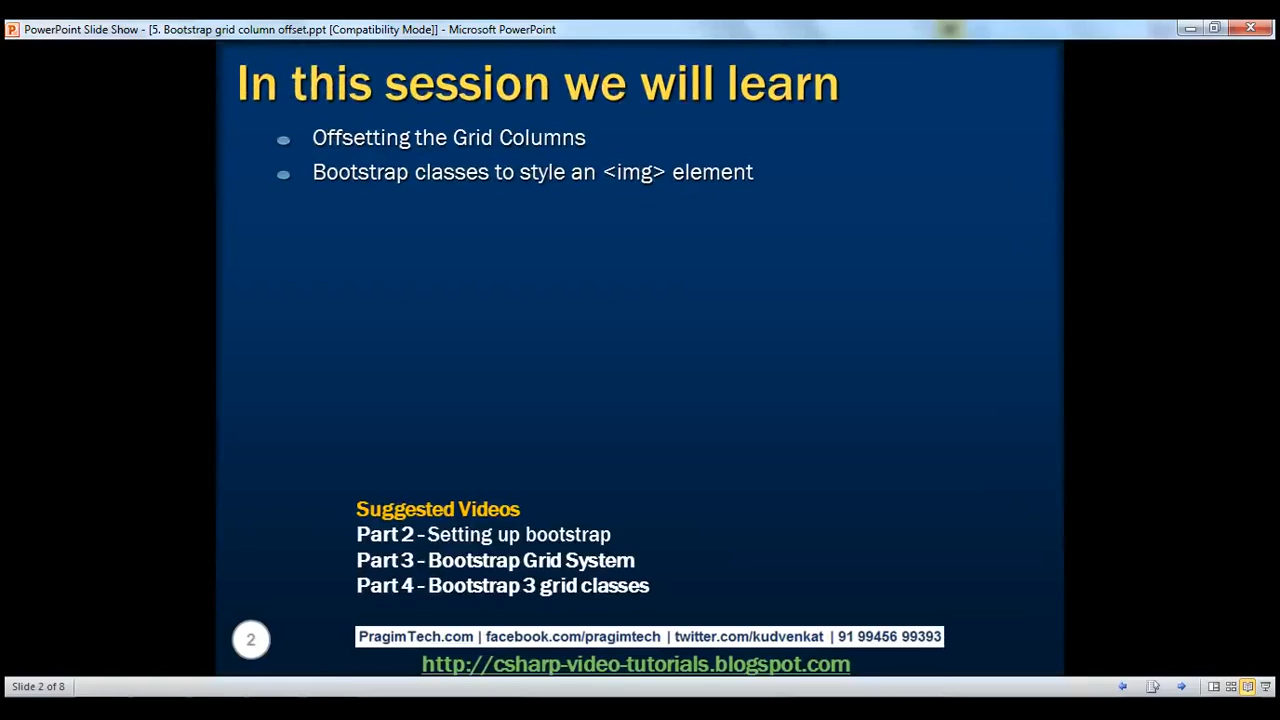 PowerPoint Slide Show - [5. Bootstrap grid column offset.ppt [Compatibility Mode]] - Microsoft PowerPoint
In this session we will learn
Offsetting the Grid Columns
Bootstrap classes to style an <img> element
Suggested Videos
Part 2 - Setting up bootstrap
Part 3 - Bootstrap Grid System
Part 4 - Bootstrap 3 grid classes
2
PragimTech.com | facebook.com/pragimtech | twitter.com/kudvenkat | 91 99456 99393
http://csharp-video-tutorials.blogspot.com
Slide 2 of 8